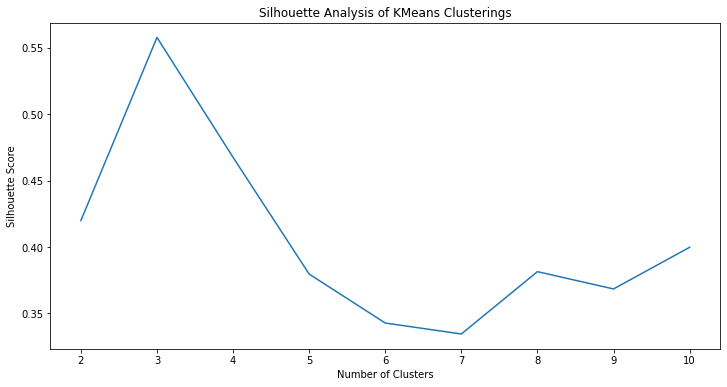 Silhouette Analysis of KMeans Clusterings
0.55
0.50
0.45
0.40
0.35
Silhouette Score
2 3 4 5 6 7 8 9 10
Number of Clusters